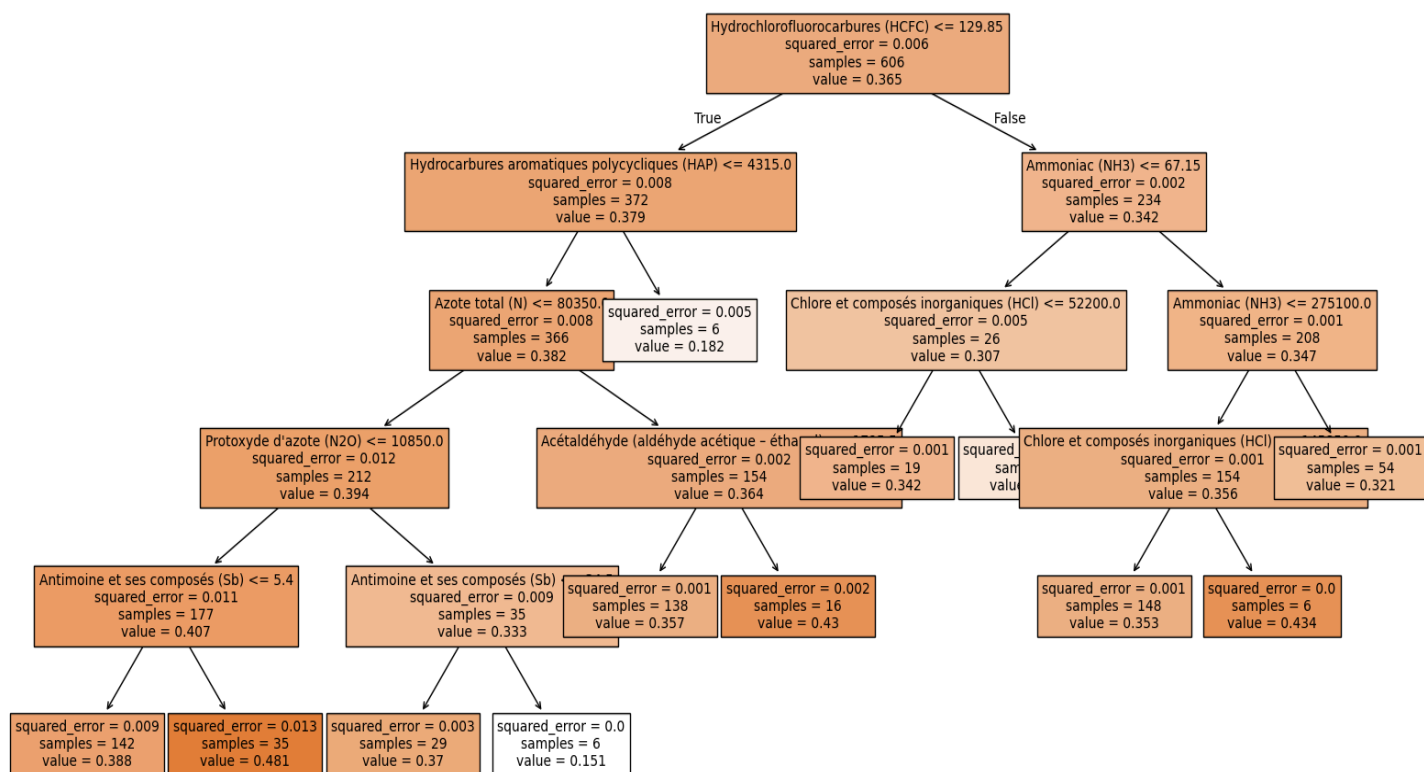 Hydrochlorofluorocarbures (HCFC) <= 129.85
squared_error = 0.006
samples = 606
value = 0.365
True
False
Hydrocarbures aromatiques polycycliques (HAP) <= 4315.0
squared_error = 0.008
samples = 372
value = 0.379
Ammoniac (NH3) <= 67.15
squared_error = 0.002
samples = 234
value = 0.342
Azote total (N) <= 80350.
squared_error = 0.008
samples = 366
value = 0.382
squared_error = 0.005
samples = 6
value = 0.182
Chlore et composés inorganiques (HCl) <= 52200.0
squared_error = 0.005
samples = 26
value = 0.307
Ammoniac (NH3) <= 275100.0
squared_error = 0.001
samples = 208
value = 0.347
Protoxyde d'azote (N2O) <= 10850.0
squared_error = 0.012
samples = 212
value = 0.394
Acétaldéhyde (aldéhyde acétique –
squared_error = 0.002
samples = 154
value = 0.364
squared_error = 0.001
samples = 19
value = 0.342
Chlore et composés inorganiques (HCl)
squared_error = 0.001
samples = 154
value = 0.356
squared_error = 0.001
samples = 54
value = 0.321
Antimoine et ses composés (Sb) <= 5.4
squared_error = 0.011
samples = 177
value = 0.407
Antimoine et ses composés (Sb)
squared_error = 0.009
samples = 35
value = 0.333
squared_error = 0.001
samples = 138
value = 0.357
squared_error = 0.002
samples = 16
value = 0.43
squared_error = 0.001
samples = 148
value = 0.353
squared_error = 0.0
samples = 6
value = 0.434
squared_error = 0.009
samples = 142
value = 0.388
squared_error = 0.013
samples = 35
value = 0.481
squared_error = 0.003
samples = 29
value = 0.37
squared_error = 0.0
samples = 6
value = 0.151